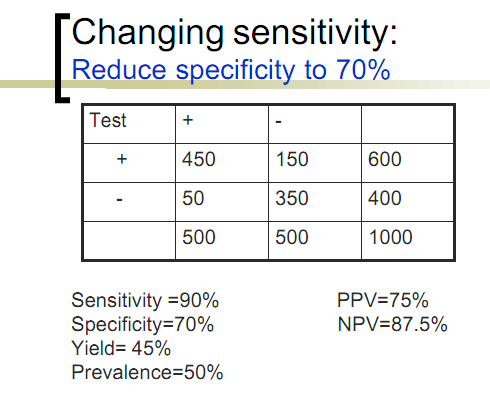 Changing sensitivity:
Reduce specificity to 70%
Test + -
+ 450 150 600
- 50 350 400
500 500 1000
Sensitivity =90% PPV=75%
Specificity=70% NPV=87.5%
Yield= 45%
Prevalence=50%